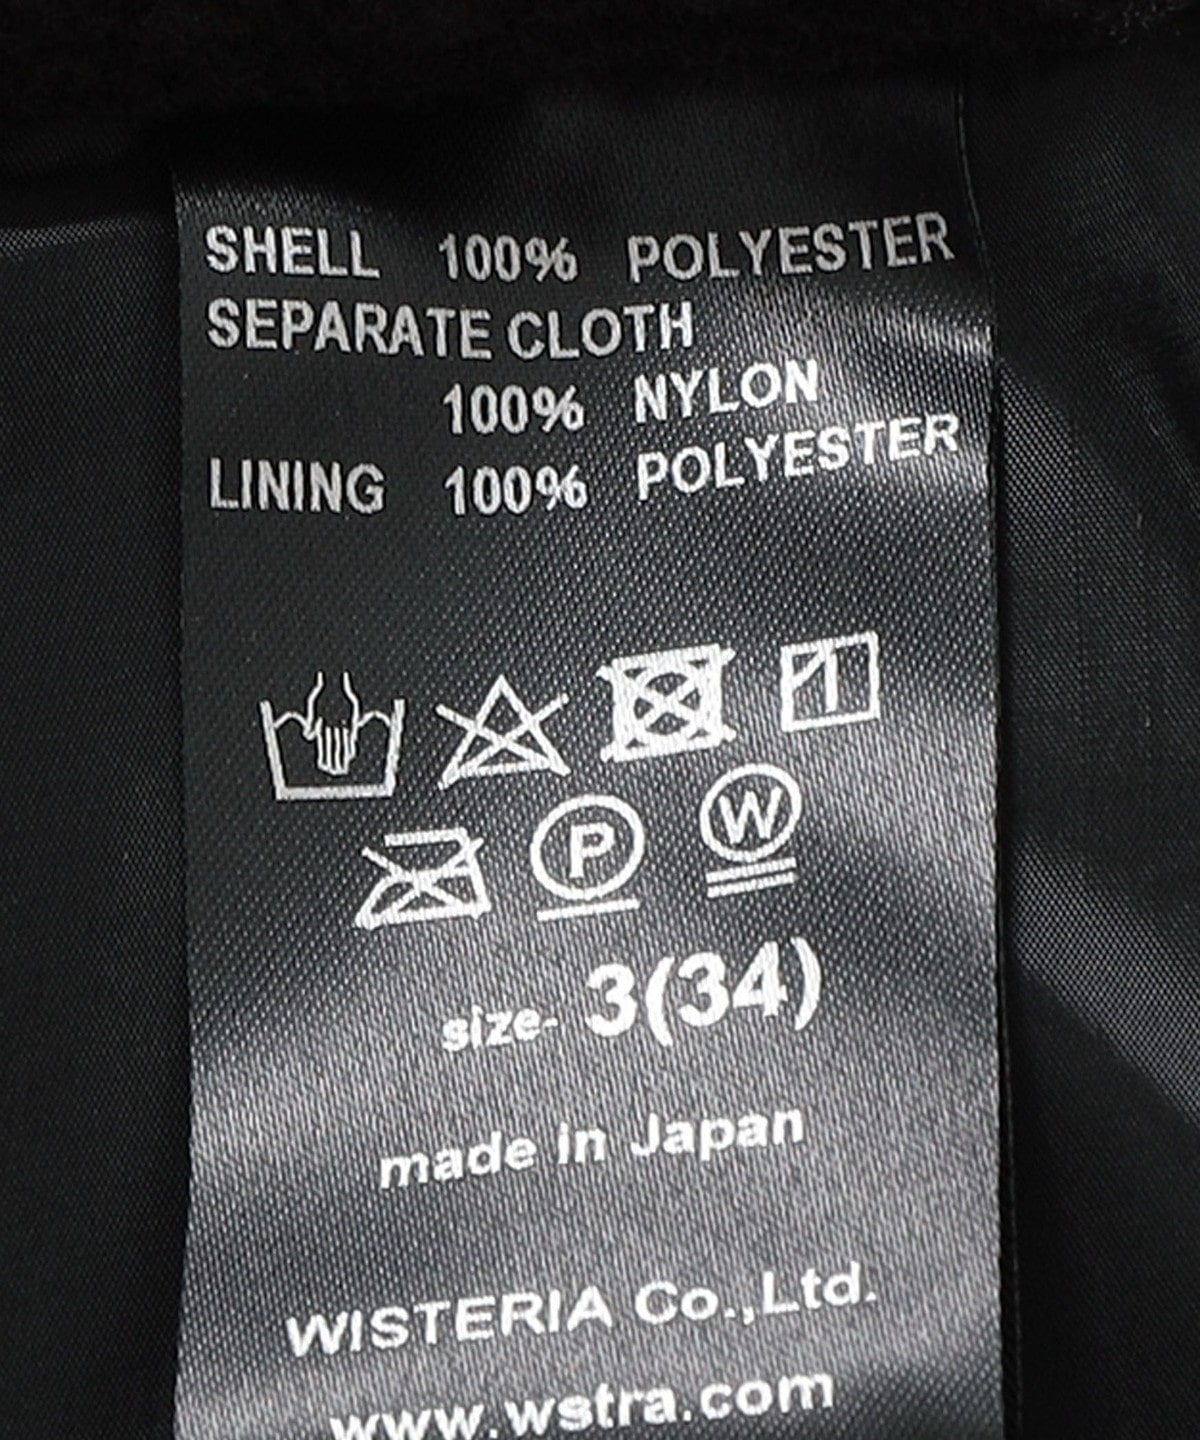 SHELL 100% POLYESTER
SEPARATE CLOTH
100% NYLON
LINING 100% POLYESTER
P W
size- 3(34)
made in Japan
WISTERIA Co.,Ltd.
www.wstra.com